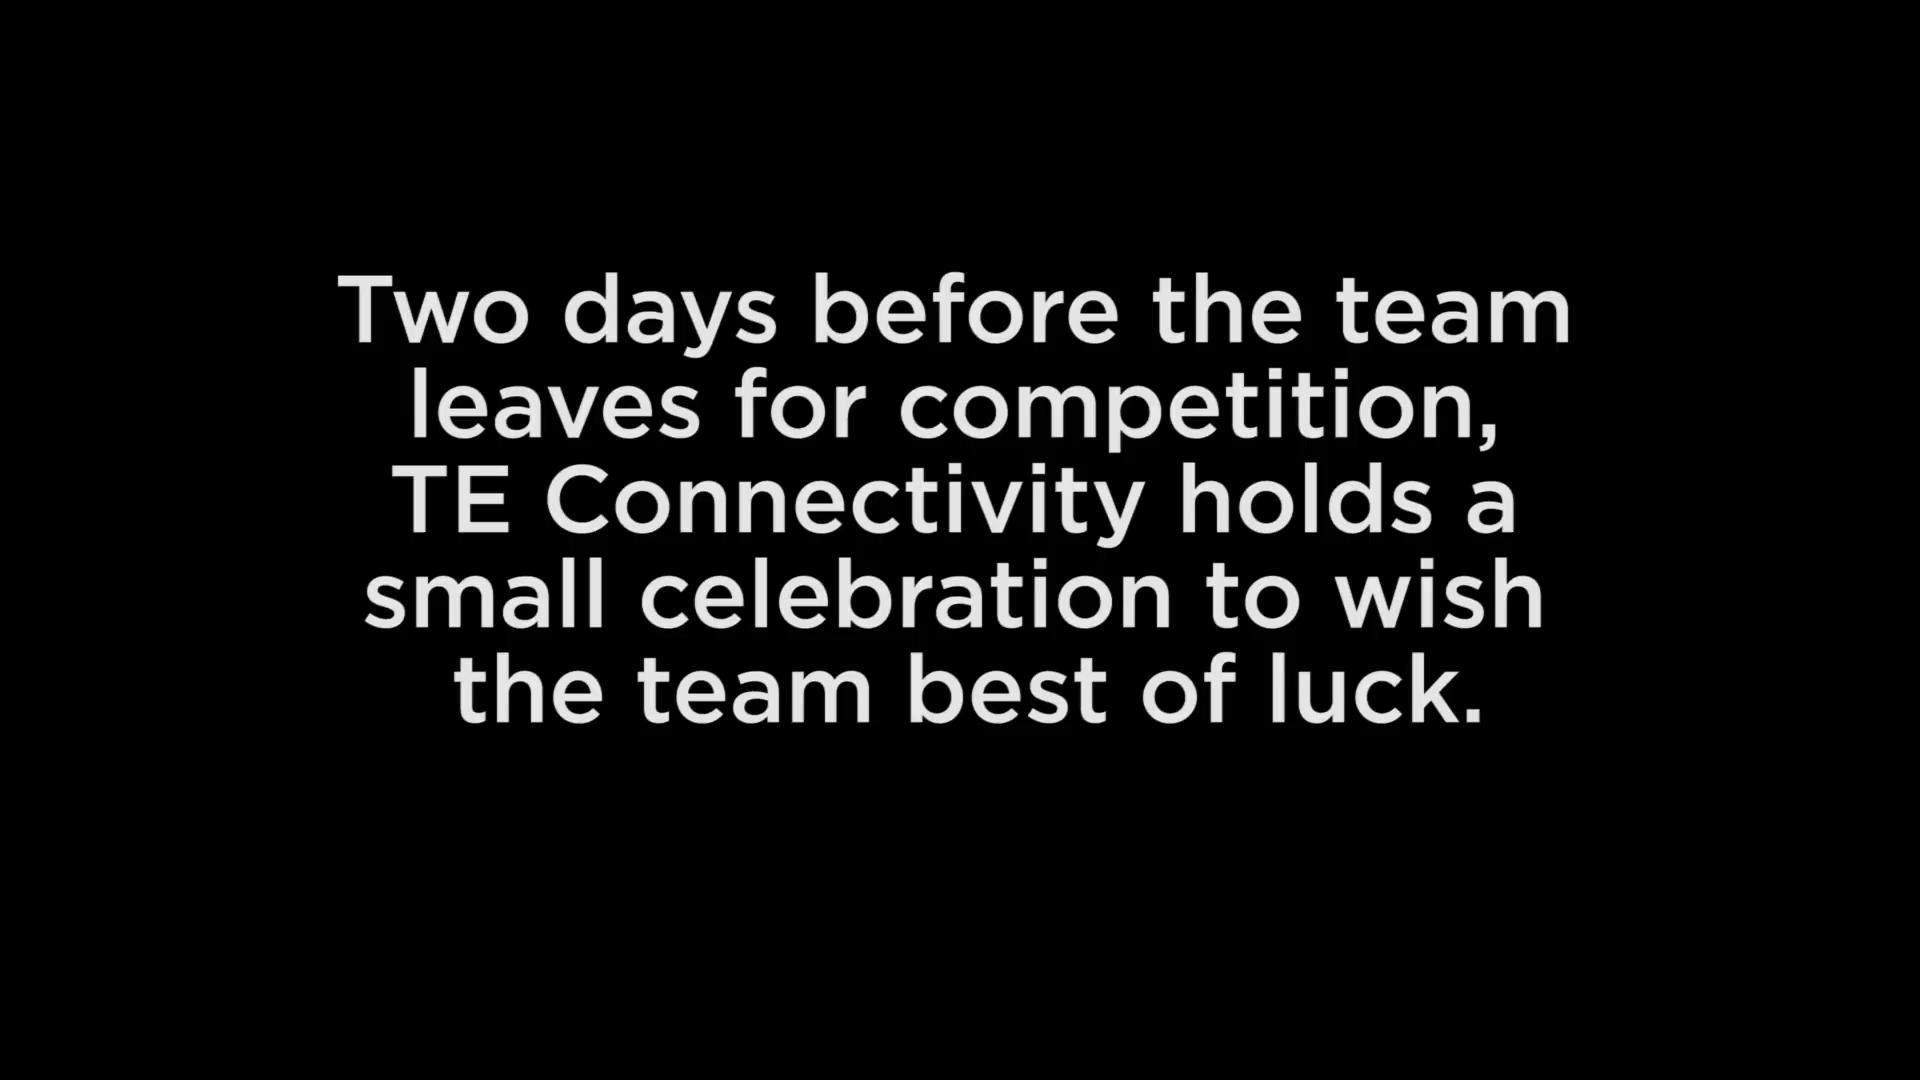 Two days before the team
leaves for competition,
TE Connectivity holds a
small celebration to wish
the team best of luck.